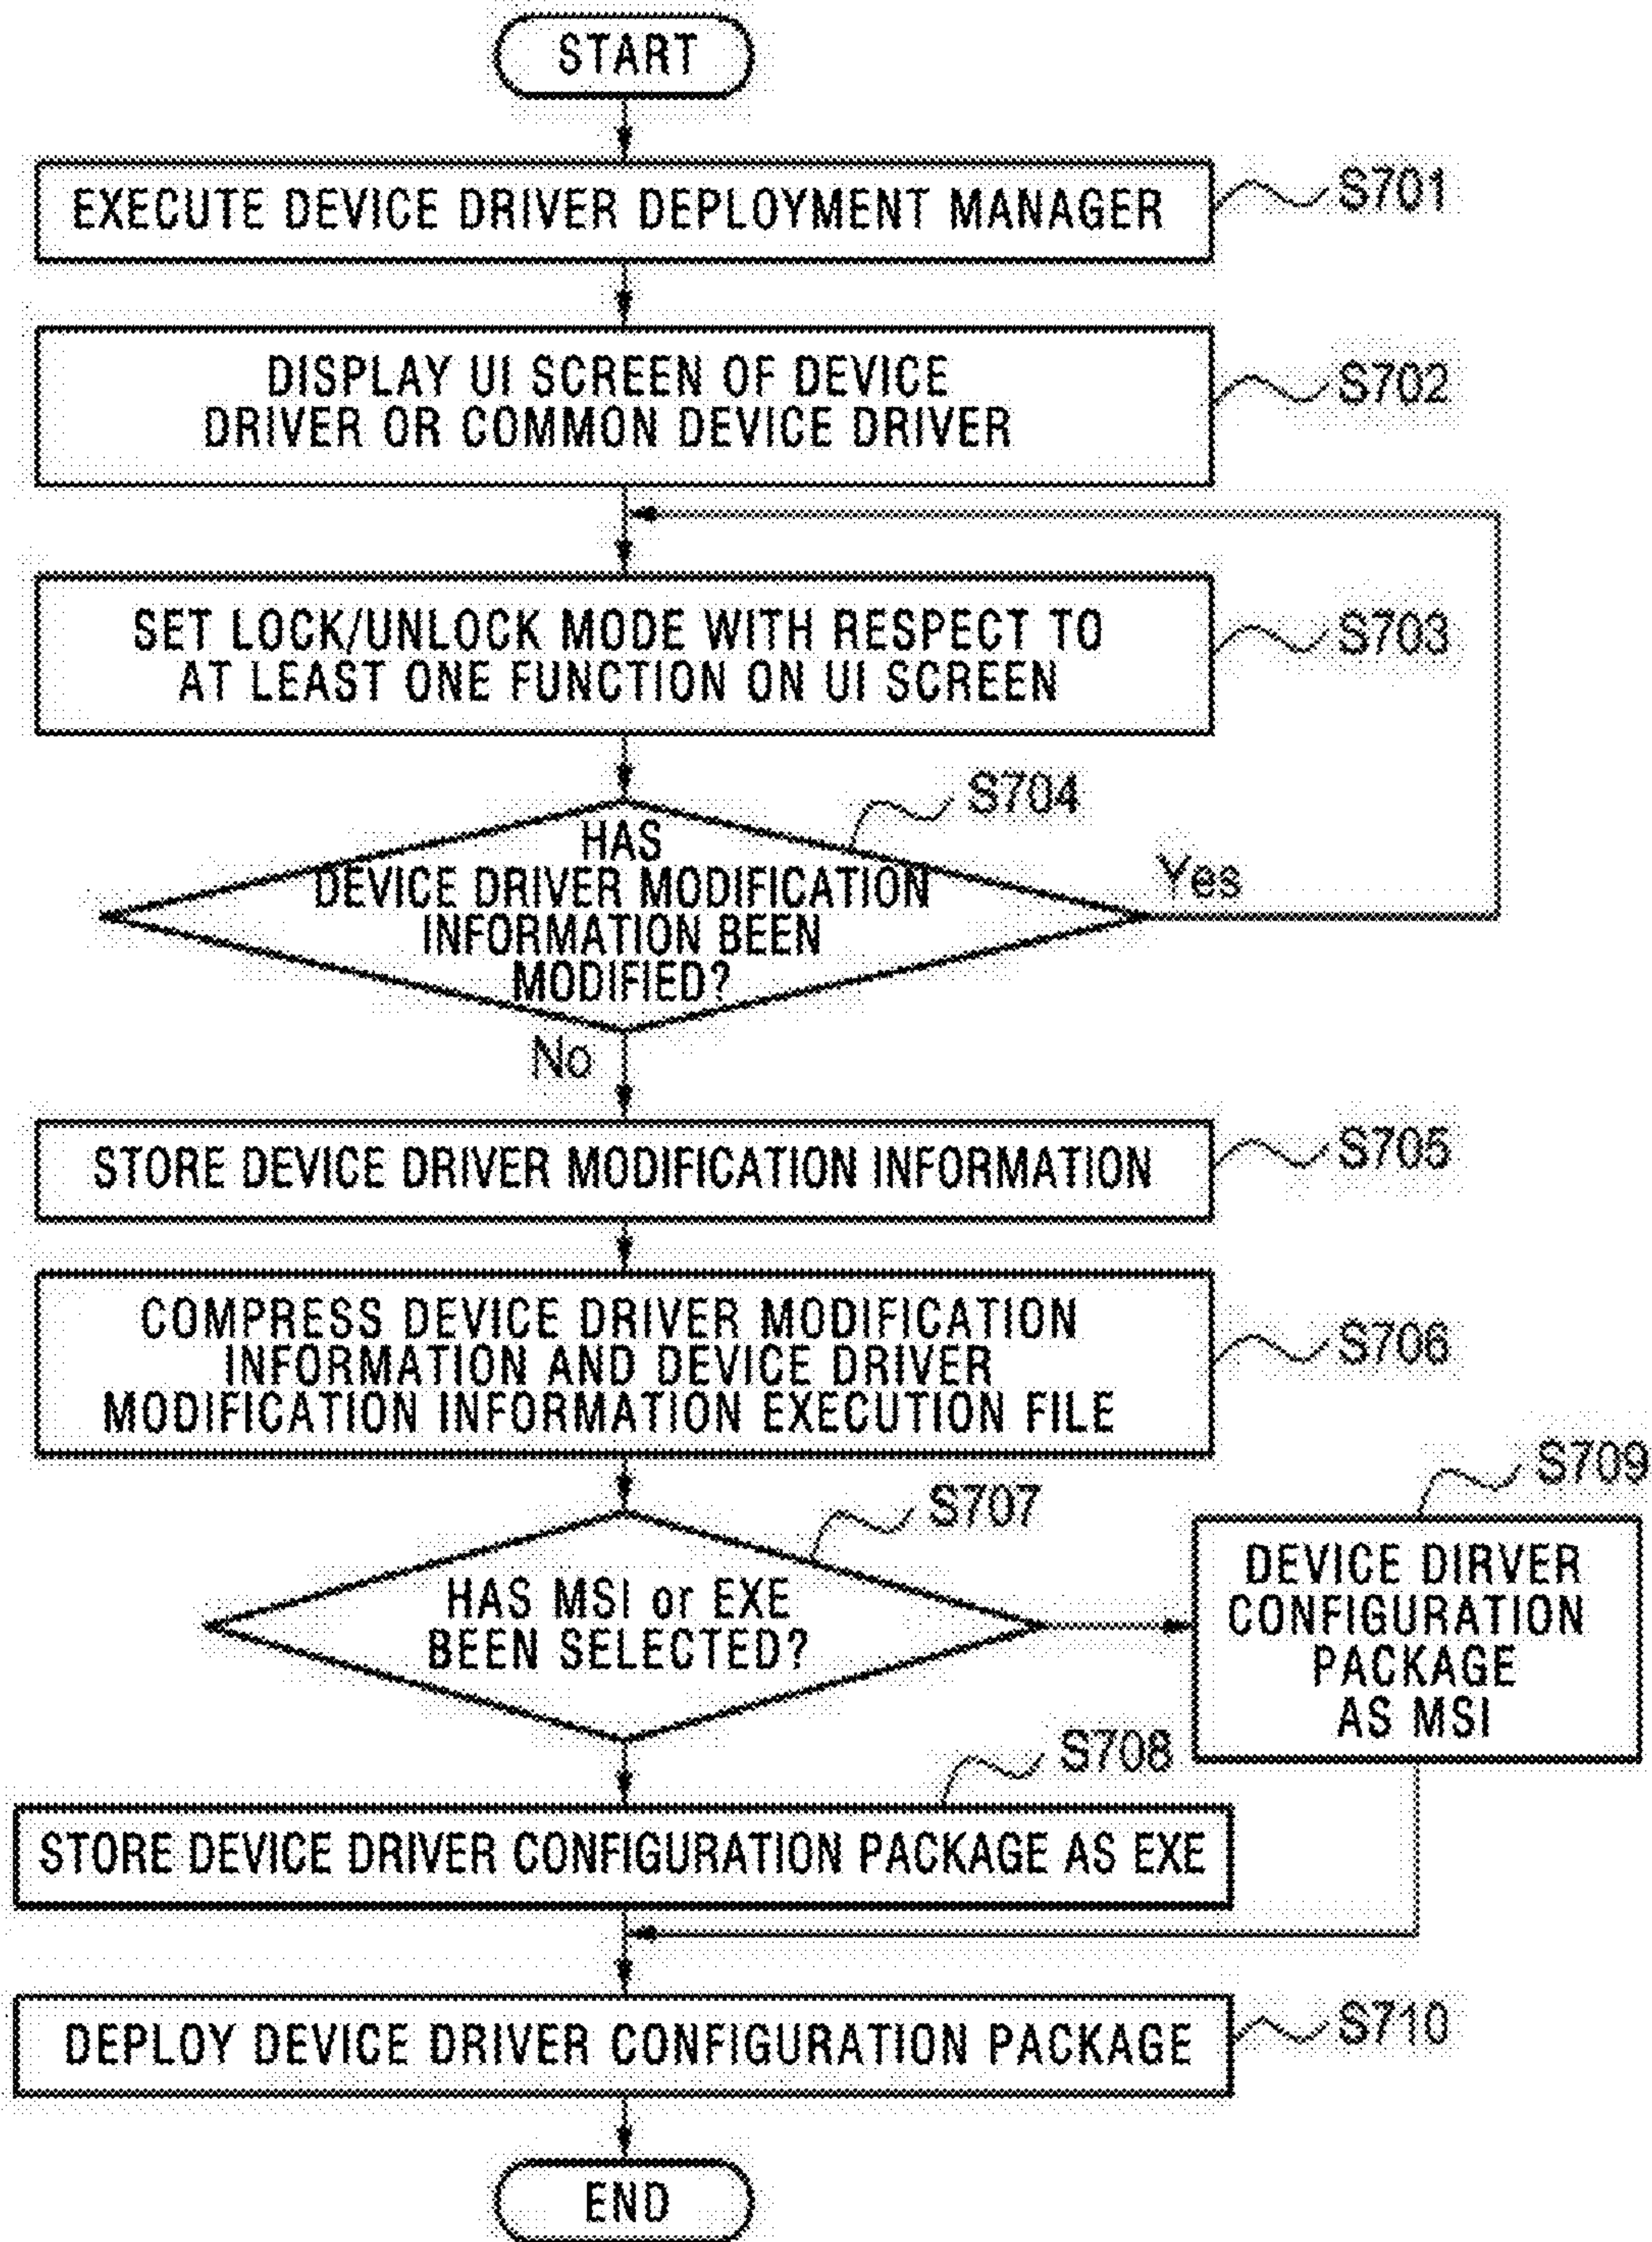 START
EXECUTE DEVICE DRIVER DEPLOYMENT MANAGER
S701
DISPLAY UI SCREEN OF DEVICE
DRIVER OR COMMON DEVICE DRIVER
S702
SET LOCK/UNLOCK MODE WITH RESPECT TO
AT LEAST ONE FUNCTION ON UI SCREEN
S703
S704
HAS
DEVICE DRIVER MODIFICATION
INFORMATION BEEN
MODIFIED?
Yes
No
STORE DEVICE DRIVER MODIFICATION INFORMATION
S705
COMPRESS DEVICE DRIVER MODIFICATION
INFORMATION AND DEVICE DRIVER
MODIFICATION INFORMATION EXECUTION FILE
S706
S707
HAS MSI or EXE
BEEN SELECTED?
S709
DEVICE DIRVER
CONFIGURATION
PACKAGE
AS MSI
S708
STORE DEVICE DRIVER CONFIGURATION PACKAGE AS EXE
DEPLOY DEVICE DRIVER CONFIGURATION PACKAGE
S710
END